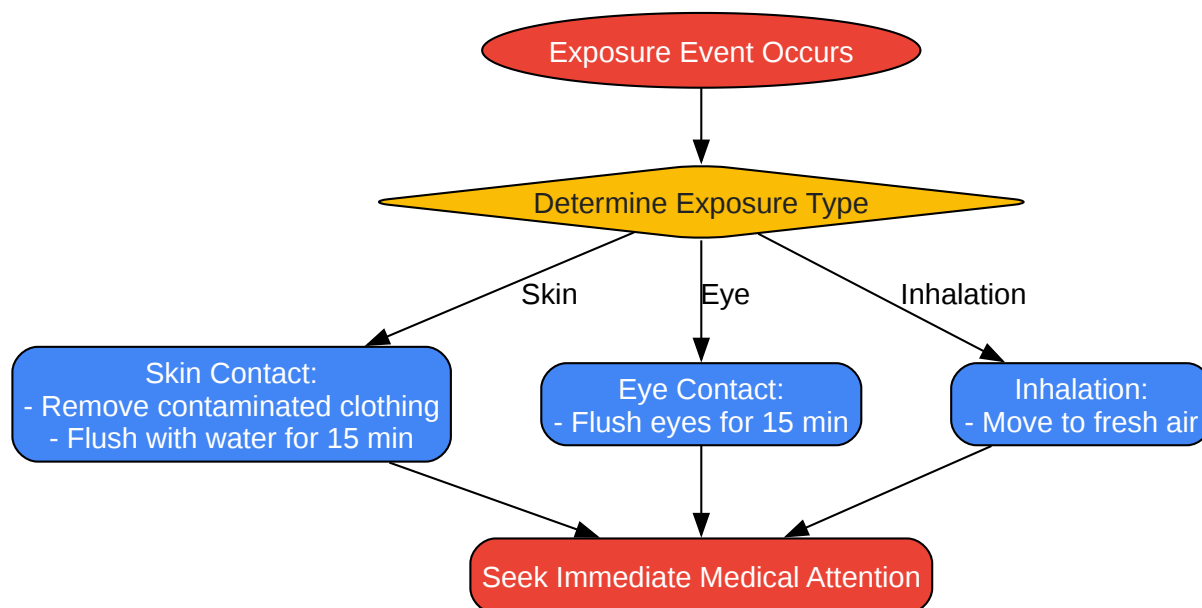 Exposure Event Occurs
Determine Exposure Type
Skin
Eye
Inhalation
Skin Contact:
- Remove contaminated clothing
- Flush with water for 15 min
Eye Contact:
- Flush eyes for 15 min
Inhalation:
- Move to fresh air
Seek Immediate Medical Attention